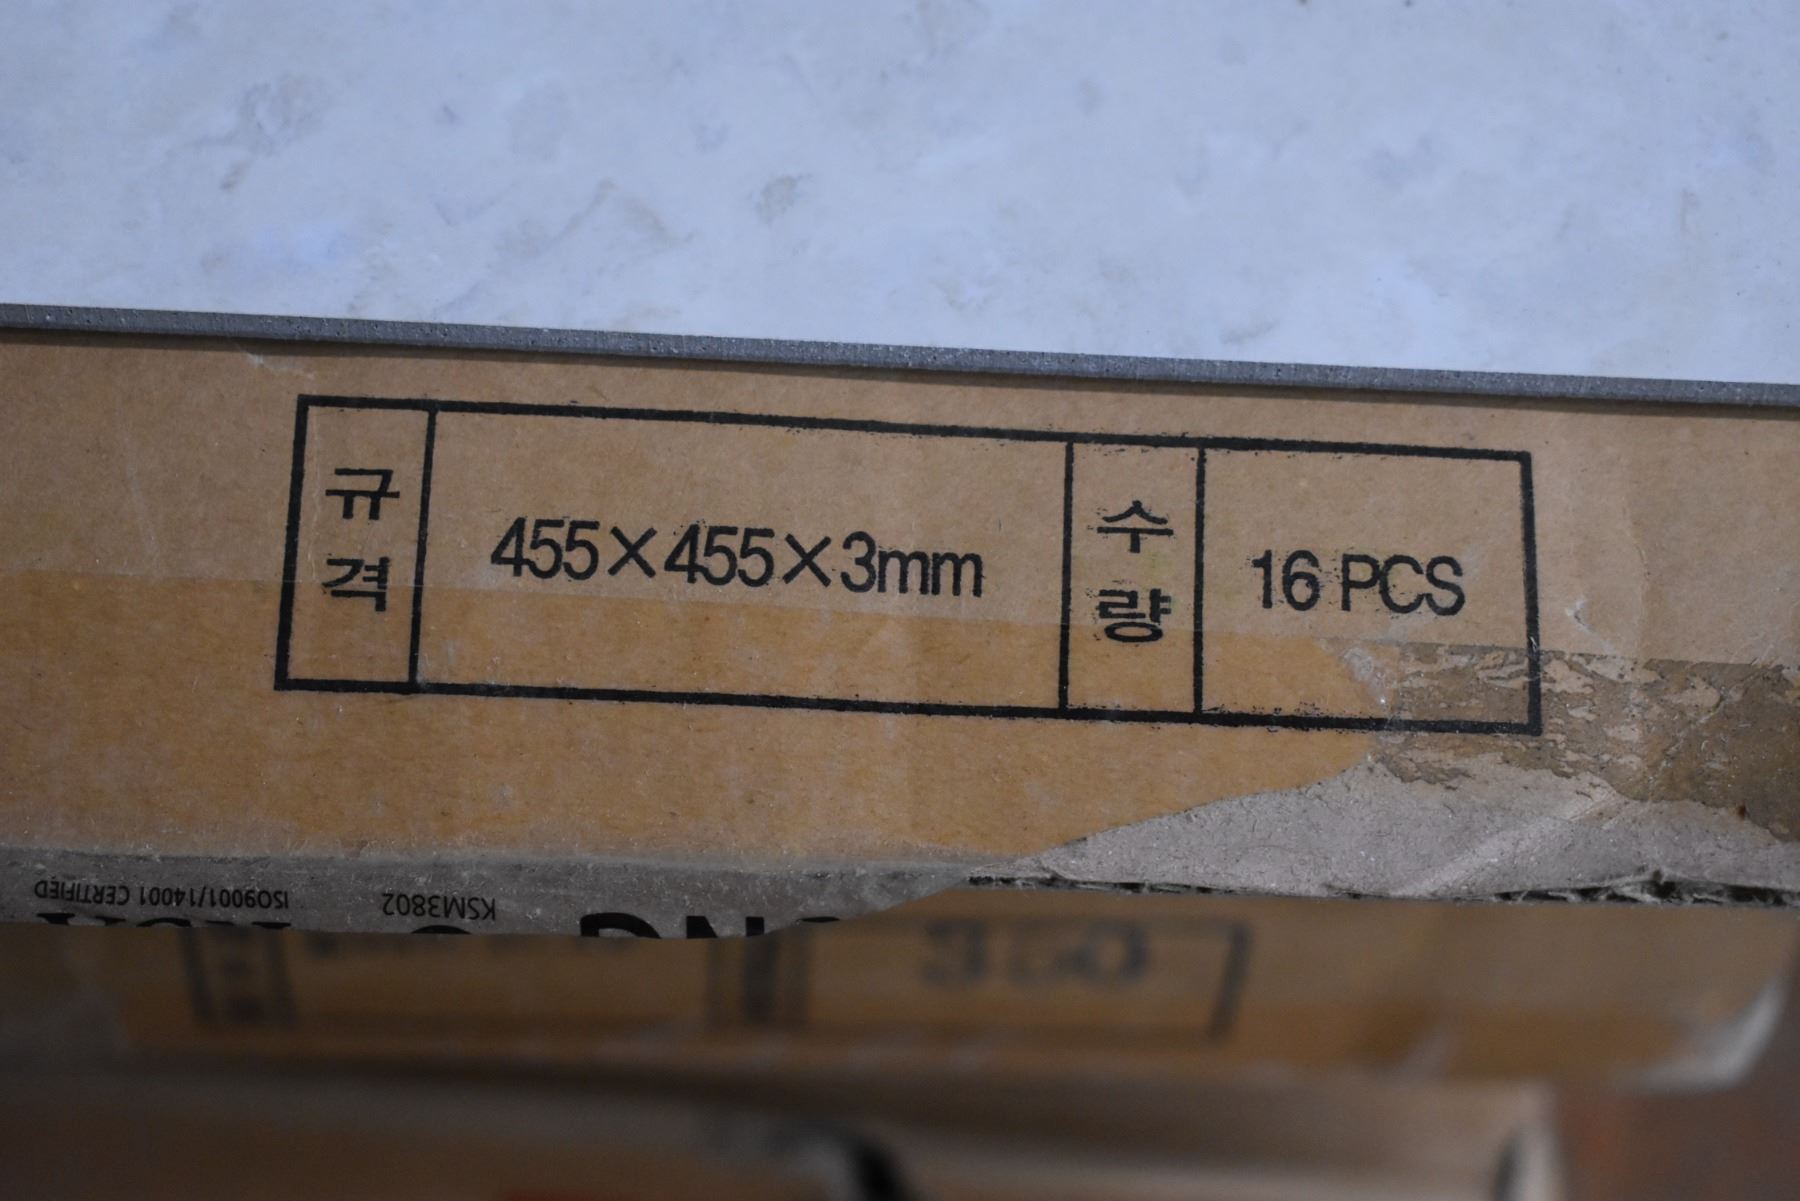 규격 455×455×3mm 수량 16 PCS
KSM3802
ISO9001/14001 CERTIFIED